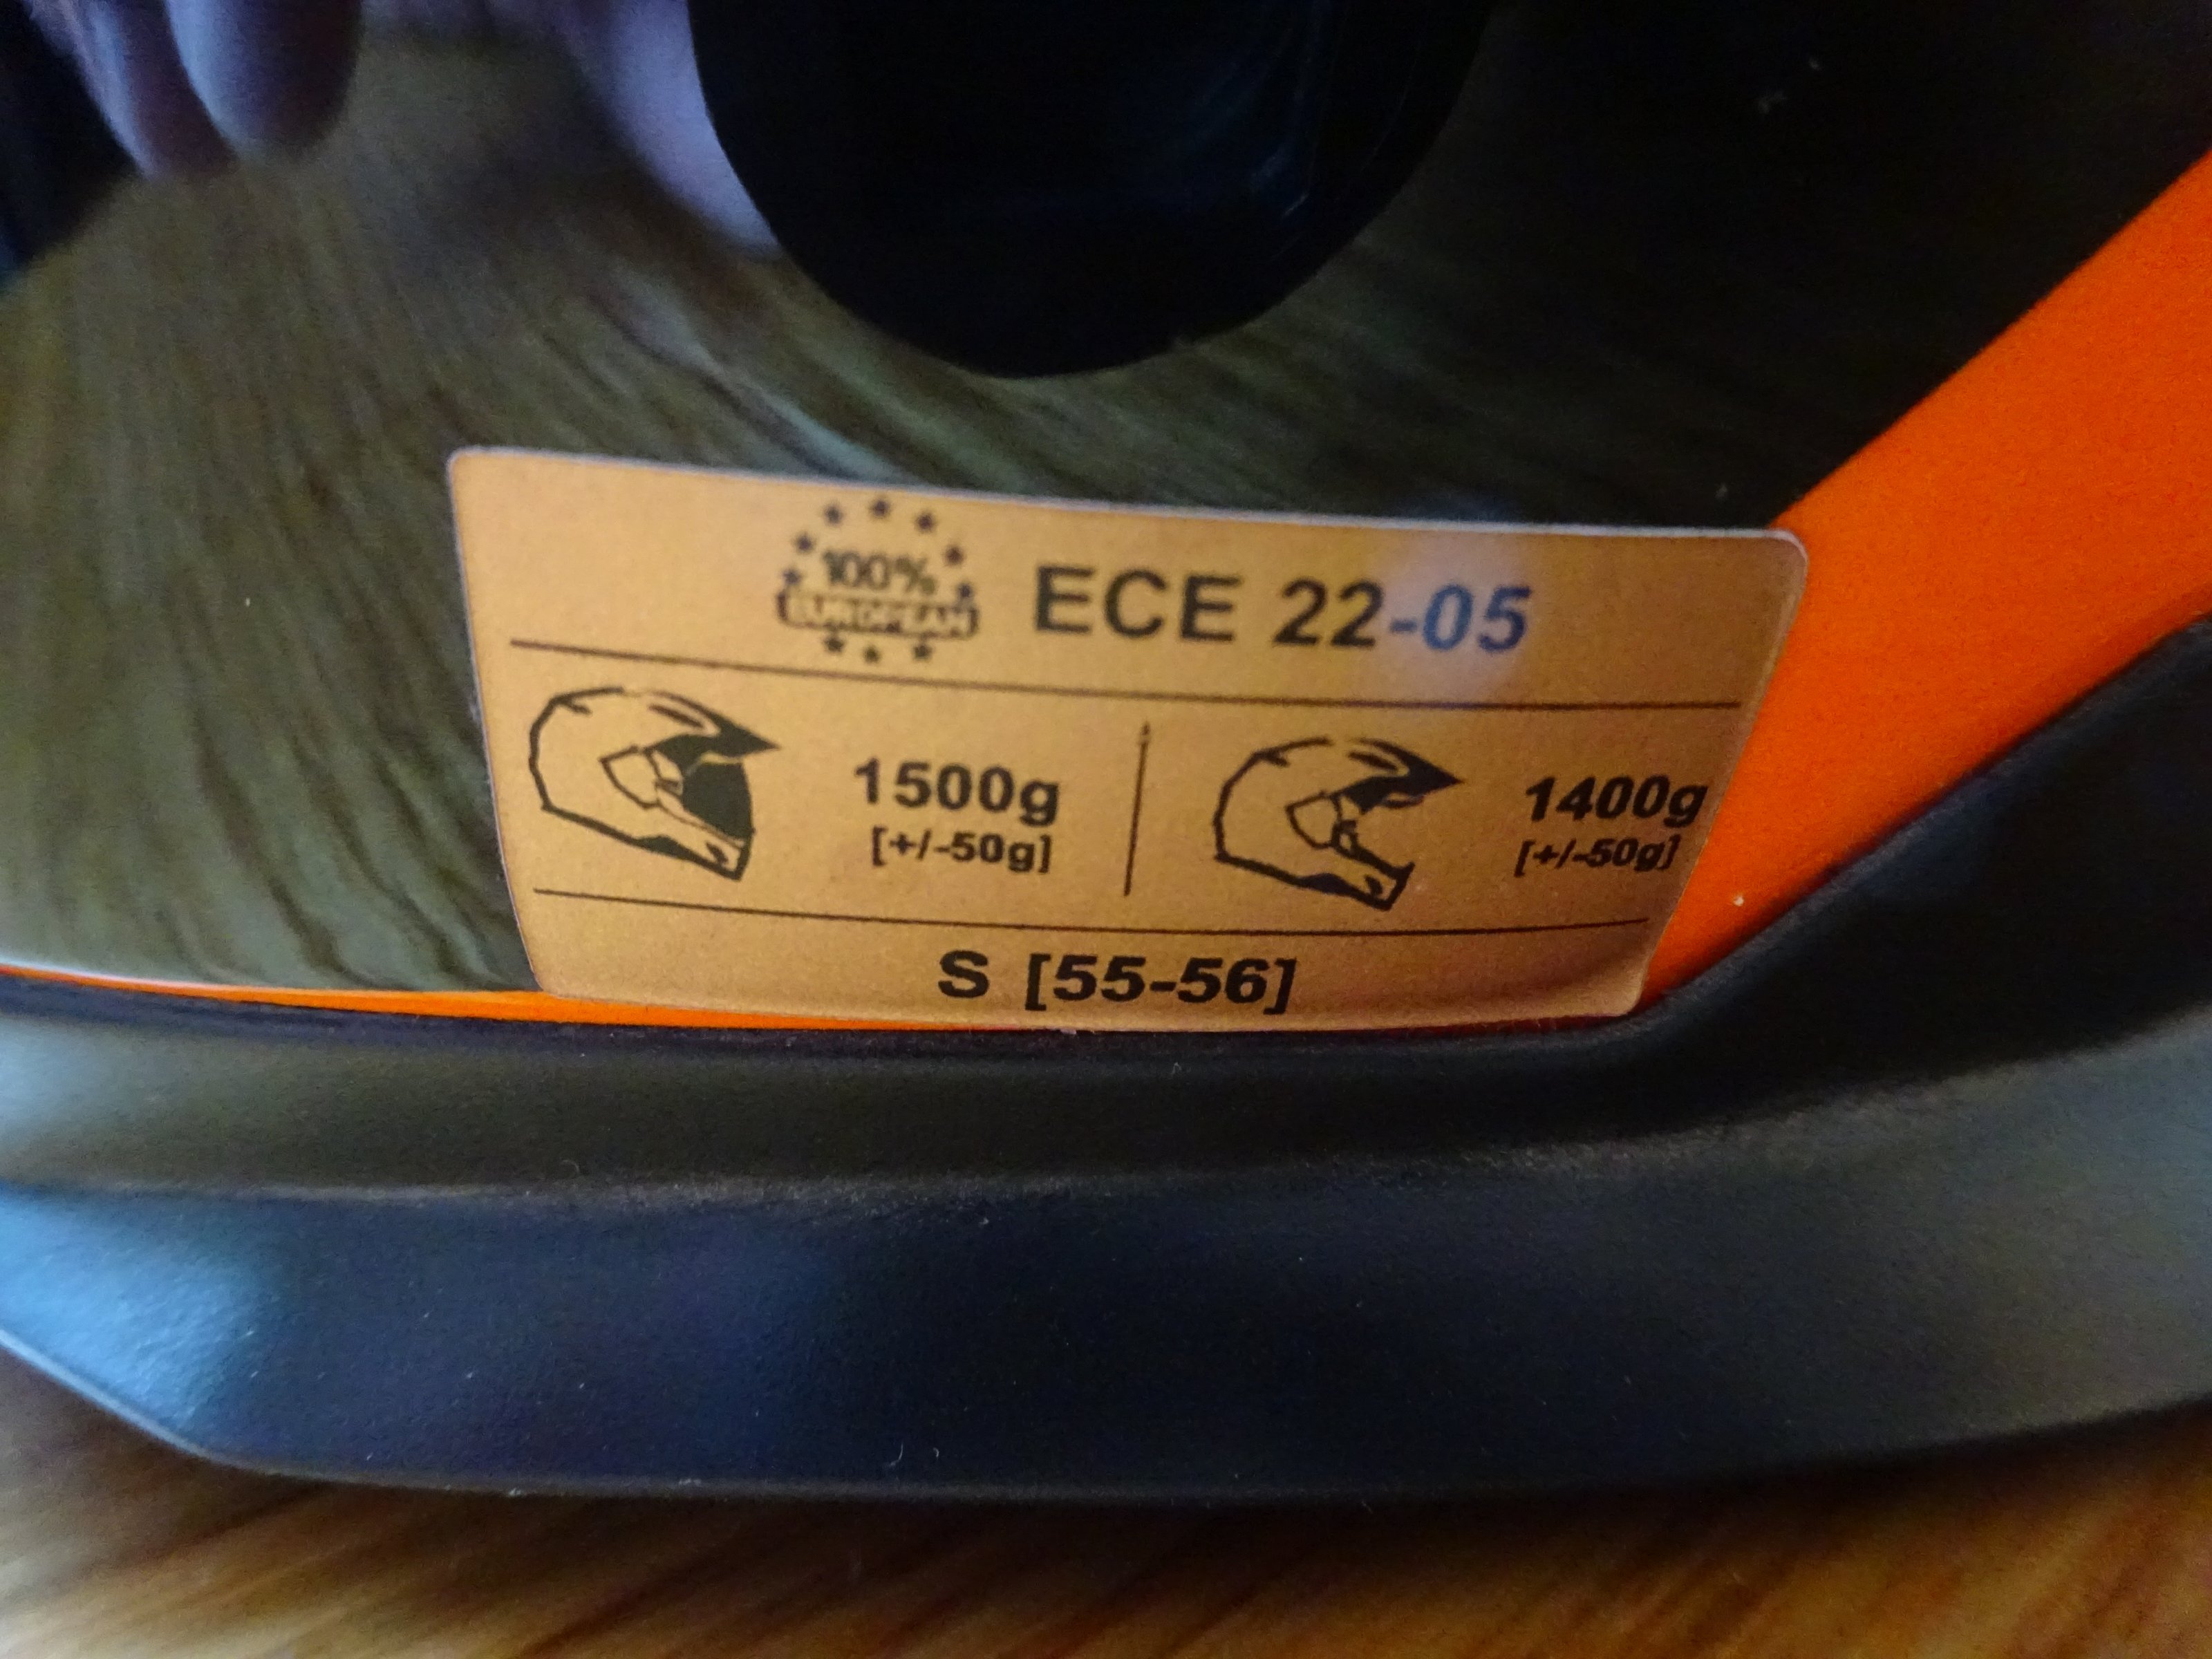 100%
EUROPEAN
ECE 22-05
1500g
[+/-50g]
1400g
[+/-50g]
S [55-56]